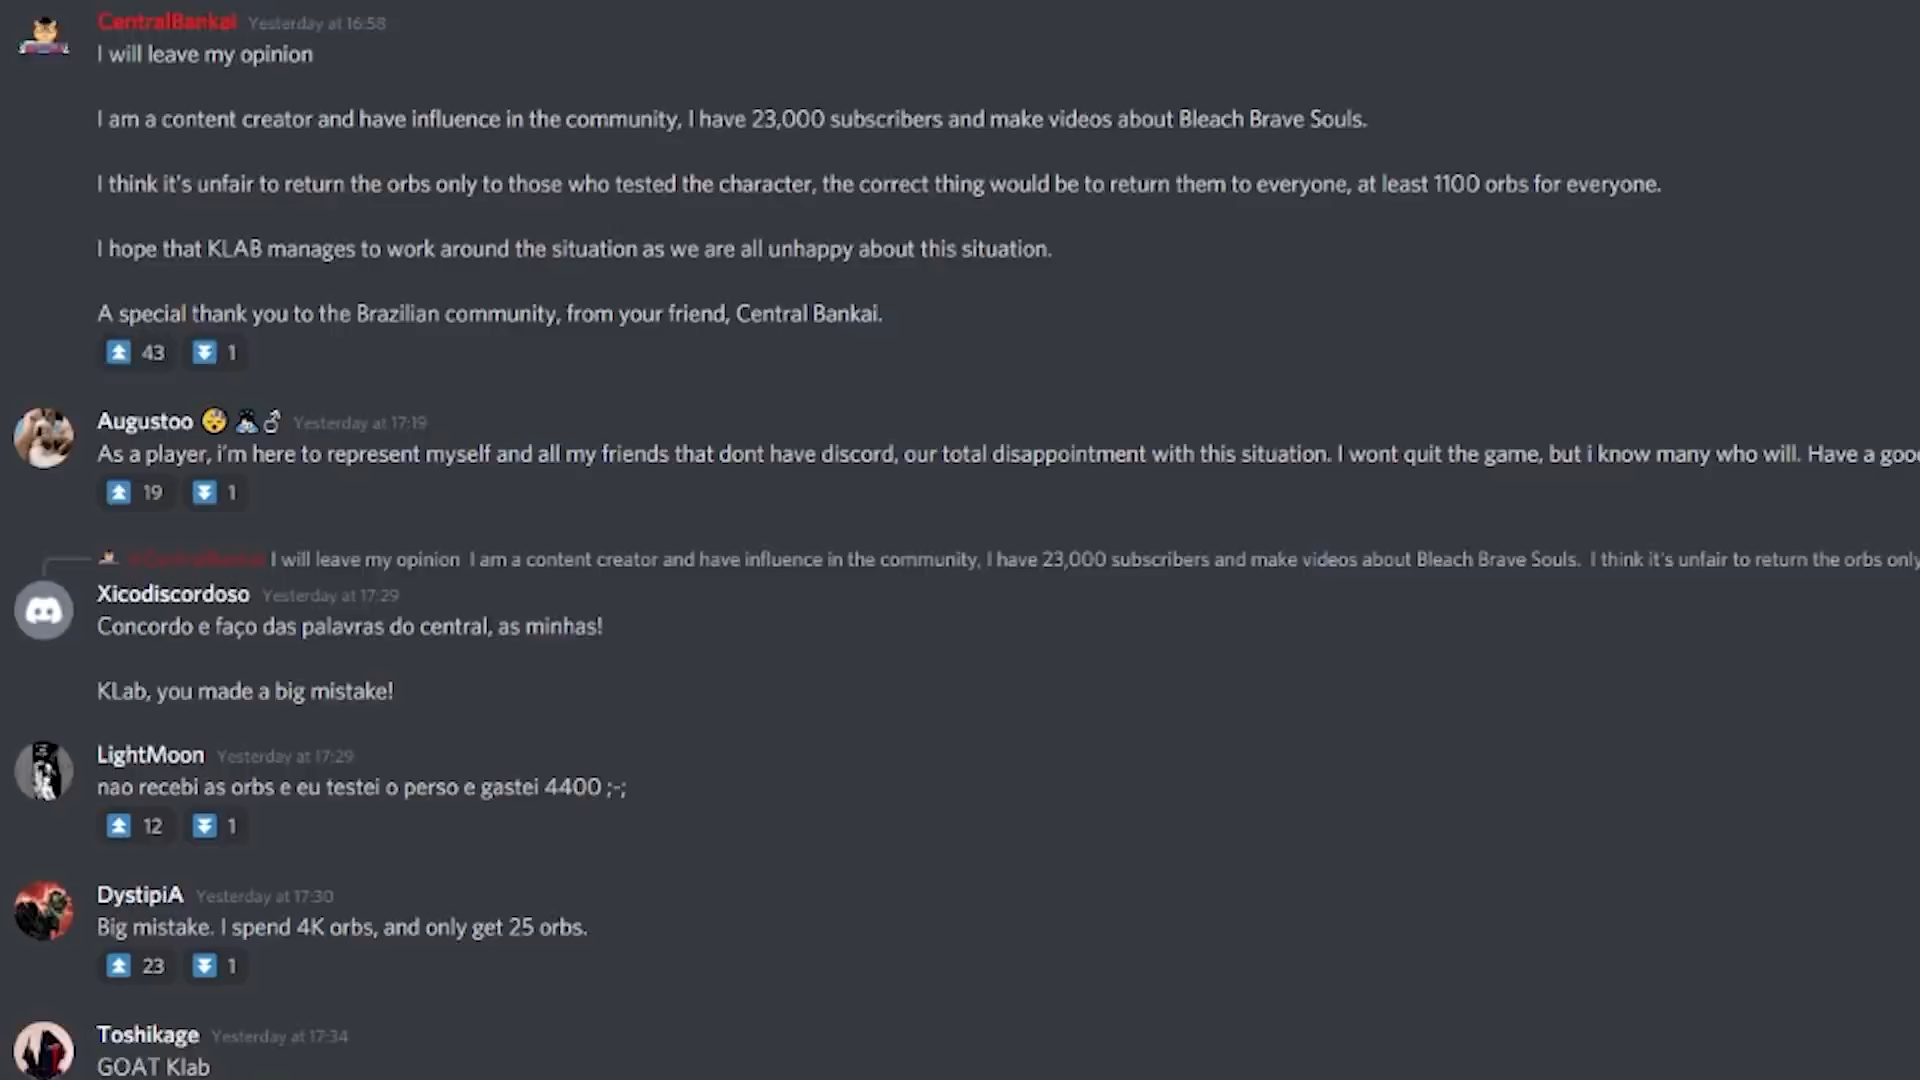 CentralBankai Yesterday at 16:58
I will leave my opinion
I am a content creator and have influence in the community, I have 23,000 subscribers and make videos about Bleach Brave Souls.
I think it's unfair to return the orbs only to those who tested the character, the correct thing would be to return them to everyone, at least 1100 orbs for everyone.
I hope that KLAB manages to work around the situation as we are all unhappy about this situation.
A special thank you to the Brazilian community, from your friend, Central Bankai.
43 1
Augustoo Yesterday at 17:19
As a player, i'm here to represent myself and all my friends that dont have discord, our total disappointment with this situation. I wont quit the game, but i know many who will. Have a goo
19 1
CentralBankai I will leave my opinion I am a content creator and have influence in the community, I have 23,000 subscribers and make videos about Bleach Brave Souls. I think it's unfair to return the orbs only
Xicodiscordoso Yesterday at 17:29
Concordo e faço das palavras do central, as minhas!
KLab, you made a big mistake!
LightMoon Yesterday at 17:29
nao recebi as orbs e eu testei o perso e gastei 4400 ;-;
12 1
DystipiA Yesterday at 17:30
Big mistake. I spend 4K orbs, and only get 25 orbs.
23 1
Toshikage Yesterday at 17:34
GOAT Klab